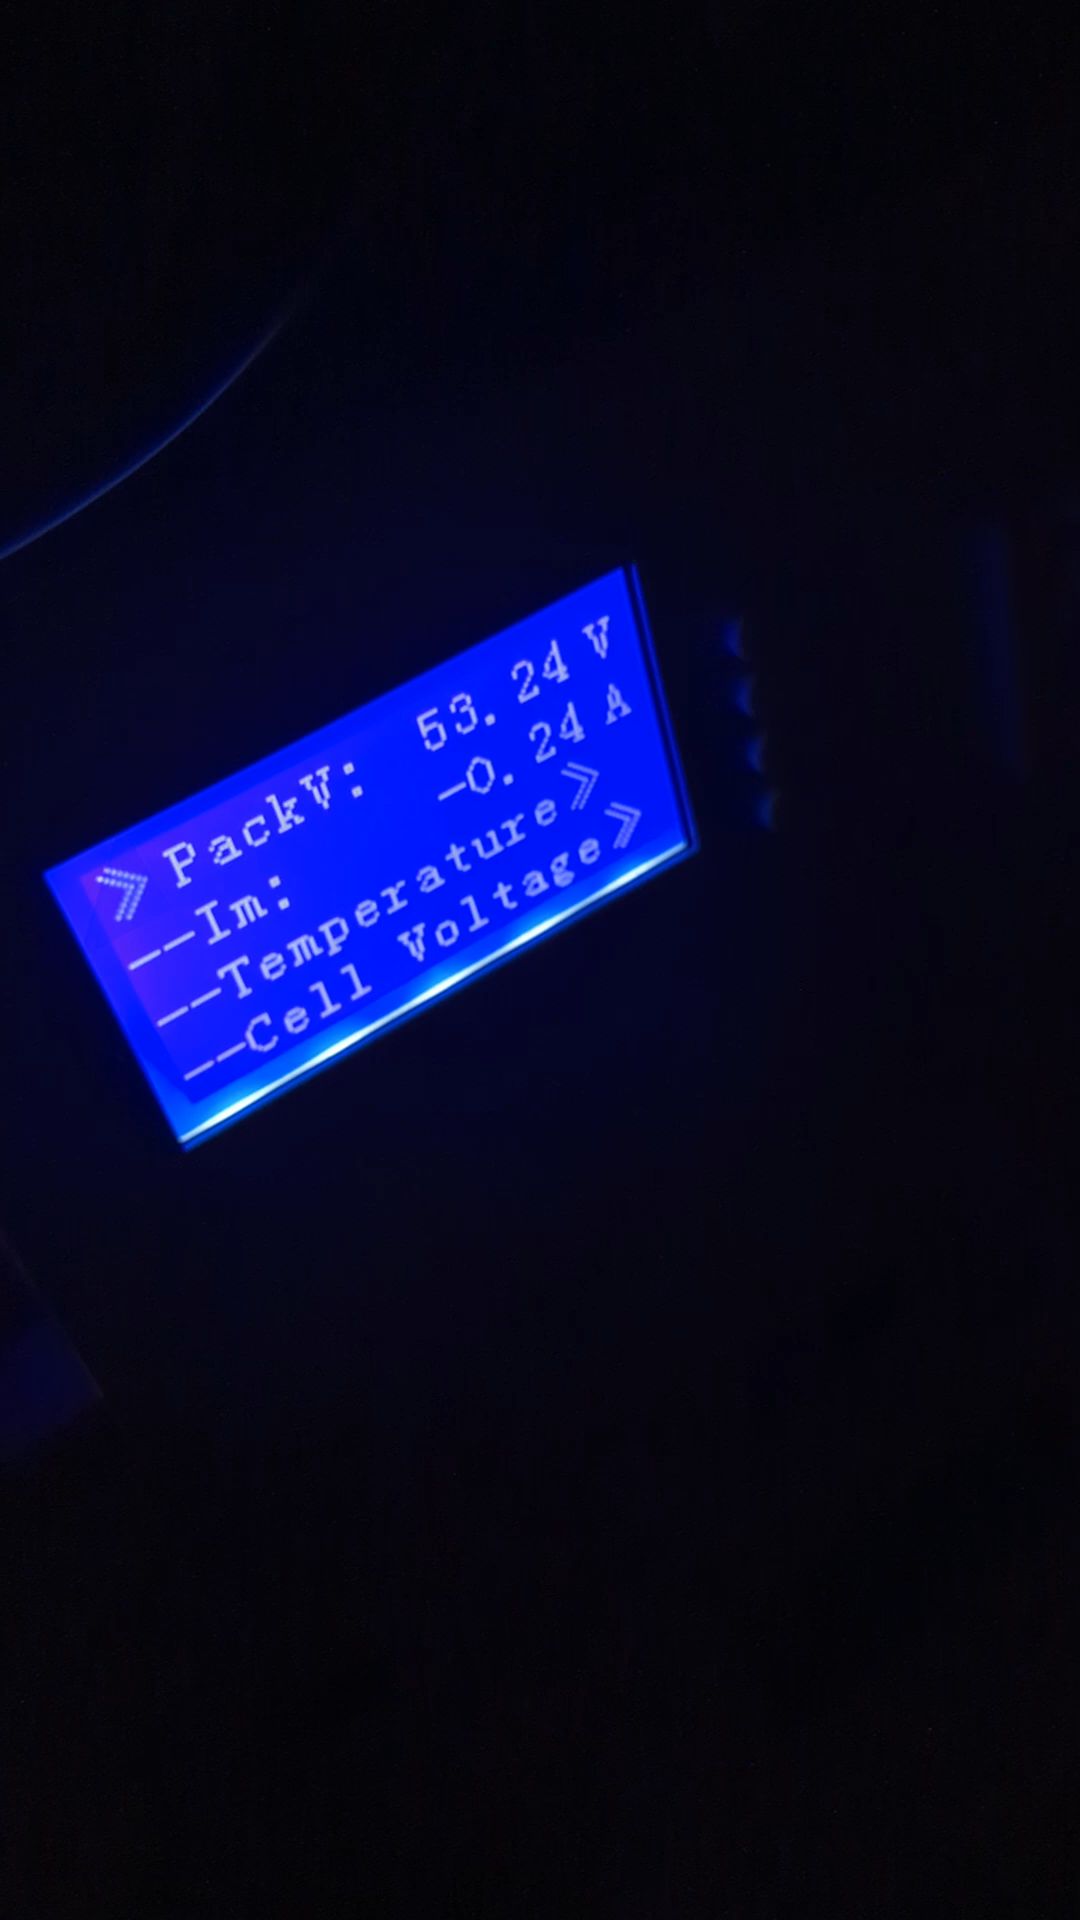 》PackV: 53.24 V
--Im: -0.24 A
--Temperature》
--Cell Voltage》